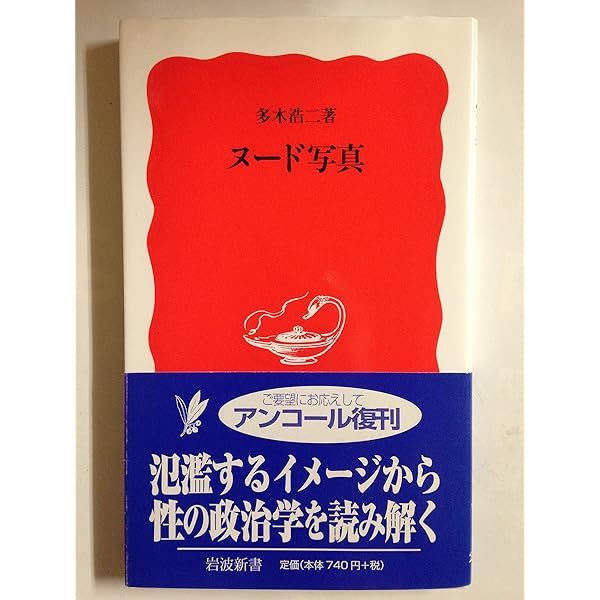 多木浩二著
ヌード写真
ご要望にお応えして
アンコール復刊
氾濫するイメージから
性の政治学を読み解く
岩波新書 定価(本体740円+税)